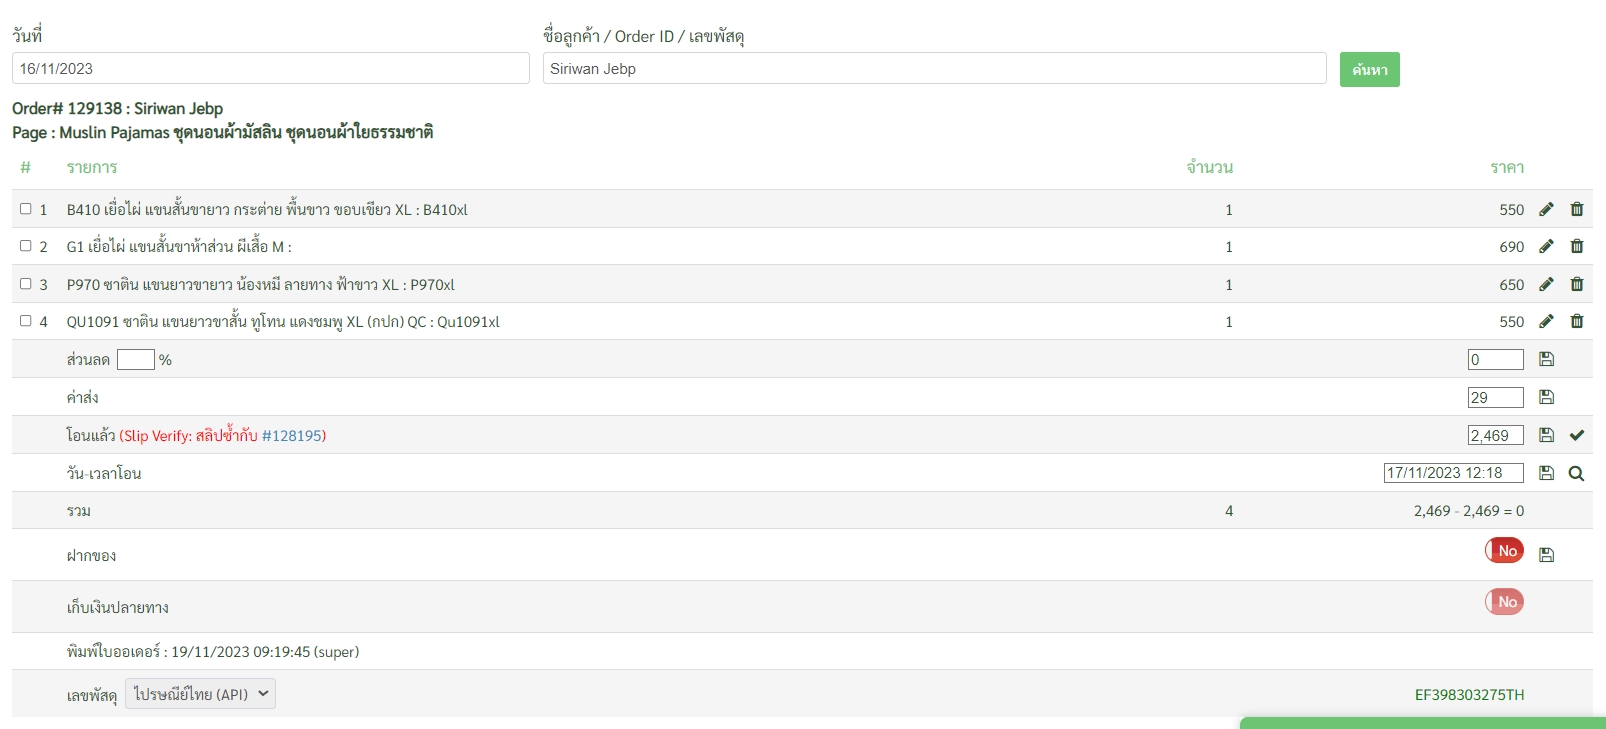 วันที่ ชื่อลูกค้า / Order ID / เลขพัสดุ
16/11/2023 Siriwan Jebp ค้นหา
Order# 129138 : Siriwan Jebp
Page : Muslin Pajamas ชุดนอนผ้ามัสลิน ชุดนอนผ้าใยธรรมชาติ
# รายการ จำนวน ราคา
1 B410 เยื่อไผ่ แขนสั้นขายาว กระต่าย พื้นขาว ขอบเขียว XL : B410xl 1 550
2 G1 เยื่อไผ่ แขนสั้นขาห้าส่วน ผีเสื้อ M : 1 690
3 P970 ซาติน แขนยาวขายาว น้องหมี ลายทาง ฟ้าขาว XL : P970xl 1 650
4 QU1091 ซาติน แขนยาวขาสั้น ทูโทน แดงชมพู XL (กปก) QC : Qu1091xl 1 550
ส่วนลด % 0
ค่าส่ง 29
โอนแล้ว (Slip Verify: สลิปซ้ำกับ #128195) 2,469
วัน-เวลาโอน 17/11/2023 12:18
รวม 4 2,469 - 2,469 = 0
ฝากของ No
เก็บเงินปลายทาง No
พิมพ์ใบออเดอร์ : 19/11/2023 09:19:45 (super)
เลขพัสดุ ไปรษณีย์ไทย (API) EF398303275TH